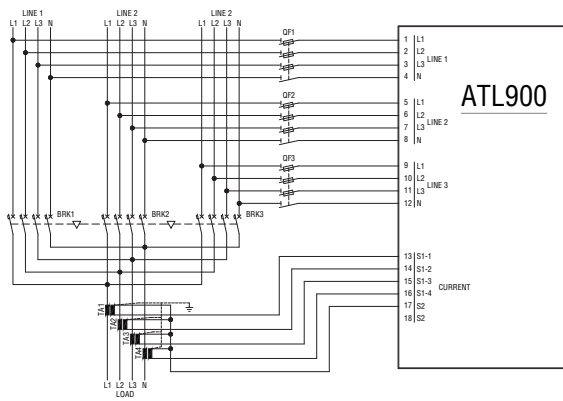 LINE 1 LINE 2 LINE 2
L1 L2 L3 N L1 L2 L3 N L1 L2 L3 N
QF1
1 L1
2 L2
3 L3
4 N
LINE 1
ATL900
QF2
5 L1
6 L2
7 L3
8 N
LINE 2
QF3
9 L1
10 L2
11 L3
12 N
LINE 3
BRK1 BRK2 BRK3
13 S1-1
14 S1-2
15 S1-3
16 S1-4
17 S2
18 S2
CURRENT
TA1
TA2
TA3
TA4
L1 L2 L3 N
LOAD